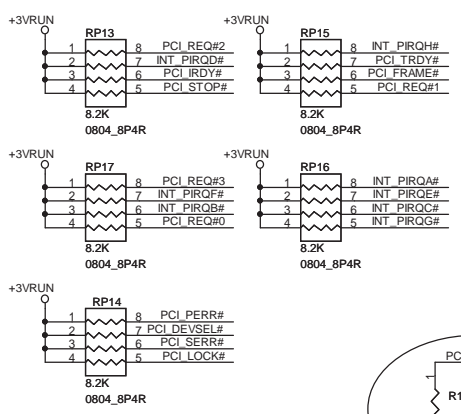 +3VRUN
RP13
1 8 PCI_REQ#2
2 7 INT_PIRQD#
3 6 PCI_IRDY#
4 5 PCI_STOP#
8.2K
0804_8P4R
+3VRUN
RP15
1 8 INT_PIRQH#
2 7 PCI_TRDY#
3 6 PCI_FRAME#
4 5 PCI_REQ#1
8.2K
0804_8P4R
+3VRUN
RP17
1 8 PCI_REQ#3
2 7 INT_PIRQF#
3 6 INT_PIRQB#
4 5 PCI_REQ#0
8.2K
0804_8P4R
+3VRUN
RP16
1 8 INT_PIRQA#
2 7 INT_PIRQE#
3 6 INT_PIRQC#
4 5 INT_PIRQG#
8.2K
0804_8P4R
+3VRUN
RP14
1 8 PCI_PERR#
2 7 PCI_DEVSEL#
3 6 PCI_SERR#
4 5 PCI_LOCK#
8.2K
0804_8P4R
PC
1
R1